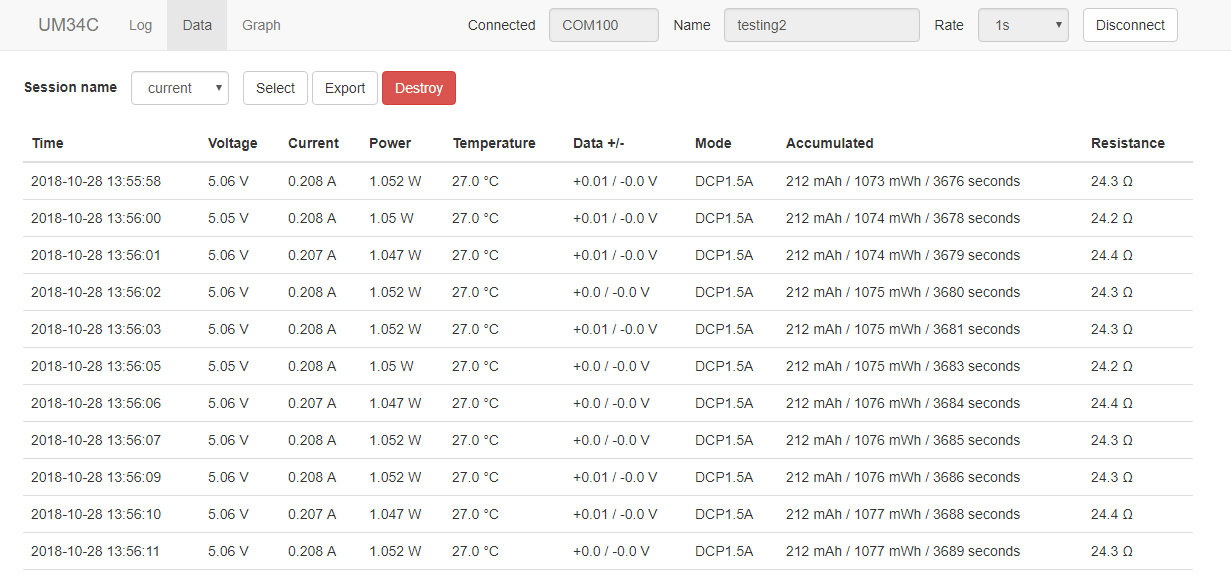 UM34C Log Data Graph Connected COM100 Name testing2 Rate 1s Disconnect
Session name current Select Export Destroy
Time Voltage Current Power Temperature Data +/- Mode Accumulated Resistance
2018-10-28 13:55:58 5.06 V 0.208 A 1.052 W 27.0 °C +0.01 / -0.0 V DCP1.5A 212 mAh / 1073 mWh / 3676 seconds 24.3 Ω
2018-10-28 13:56:00 5.05 V 0.208 A 1.05 W 27.0 °C +0.01 / -0.0 V DCP1.5A 212 mAh / 1074 mWh / 3678 seconds 24.2 Ω
2018-10-28 13:56:01 5.06 V 0.207 A 1.047 W 27.0 °C +0.01 / -0.0 V DCP1.5A 212 mAh / 1074 mWh / 3679 seconds 24.4 Ω
2018-10-28 13:56:02 5.06 V 0.208 A 1.052 W 27.0 °C +0.0 / -0.0 V DCP1.5A 212 mAh / 1075 mWh / 3680 seconds 24.3 Ω
2018-10-28 13:56:03 5.06 V 0.208 A 1.052 W 27.0 °C +0.01 / -0.0 V DCP1.5A 212 mAh / 1075 mWh / 3681 seconds 24.3 Ω
2018-10-28 13:56:05 5.05 V 0.208 A 1.05 W 27.0 °C +0.0 / -0.0 V DCP1.5A 212 mAh / 1075 mWh / 3683 seconds 24.2 Ω
2018-10-28 13:56:06 5.06 V 0.207 A 1.047 W 27.0 °C +0.0 / -0.0 V DCP1.5A 212 mAh / 1076 mWh / 3684 seconds 24.4 Ω
2018-10-28 13:56:07 5.06 V 0.208 A 1.052 W 27.0 °C +0.0 / -0.0 V DCP1.5A 212 mAh / 1076 mWh / 3685 seconds 24.3 Ω
2018-10-28 13:56:09 5.06 V 0.208 A 1.052 W 27.0 °C +0.01 / -0.0 V DCP1.5A 212 mAh / 1076 mWh / 3686 seconds 24.3 Ω
2018-10-28 13:56:10 5.06 V 0.207 A 1.047 W 27.0 °C +0.01 / -0.0 V DCP1.5A 212 mAh / 1077 mWh / 3688 seconds 24.4 Ω
2018-10-28 13:56:11 5.06 V 0.208 A 1.052 W 27.0 °C +0.0 / -0.0 V DCP1.5A 212 mAh / 1077 mWh / 3689 seconds 24.3 Ω